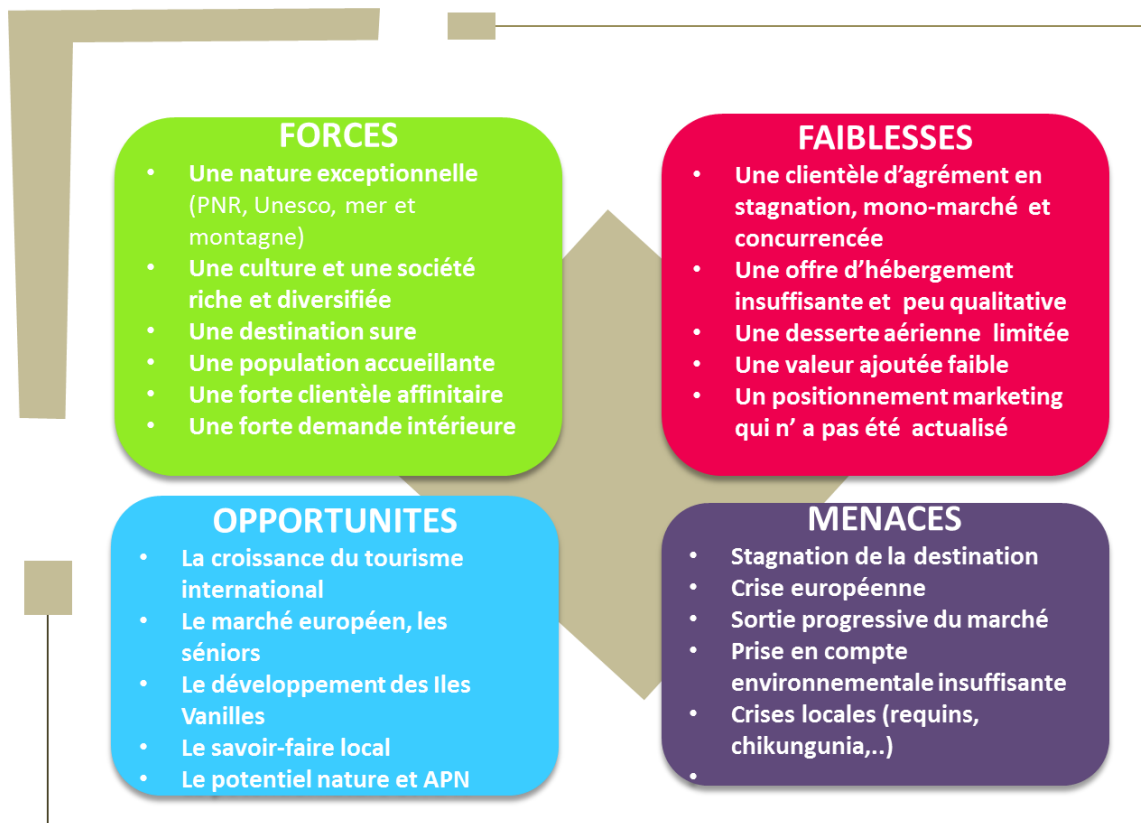 FORCES
• Une nature exceptionnelle
(PNR, Unesco, mer et
montagne)
• Une culture et une société
riche et diversifiée
• Une destination sure
• Une population accueillante
• Une forte clientèle affinitaire
• Une forte demande intérieure
FAIBLESSES
• Une clientèle d'agrément en
stagnation, mono-marché et
concurrencée
• Une offre d'hébergement
insuffisante et peu qualitative
• Une desserte aérienne limitée
• Une valeur ajoutée faible
• Un positionnement marketing
qui n' a pas été actualisé
OPPORTUNITES
• La croissance du tourisme
international
• Le marché européen, les
séniors
• Le développement des Iles
Vanilles
• Le savoir-faire local
• Le potentiel nature et APN
MENACES
• Stagnation de la destination
• Crise européenne
• Sortie progressive du marché
• Prise en compte
environnementale insuffisante
• Crises locales (requins,
chikungunia,..)
•